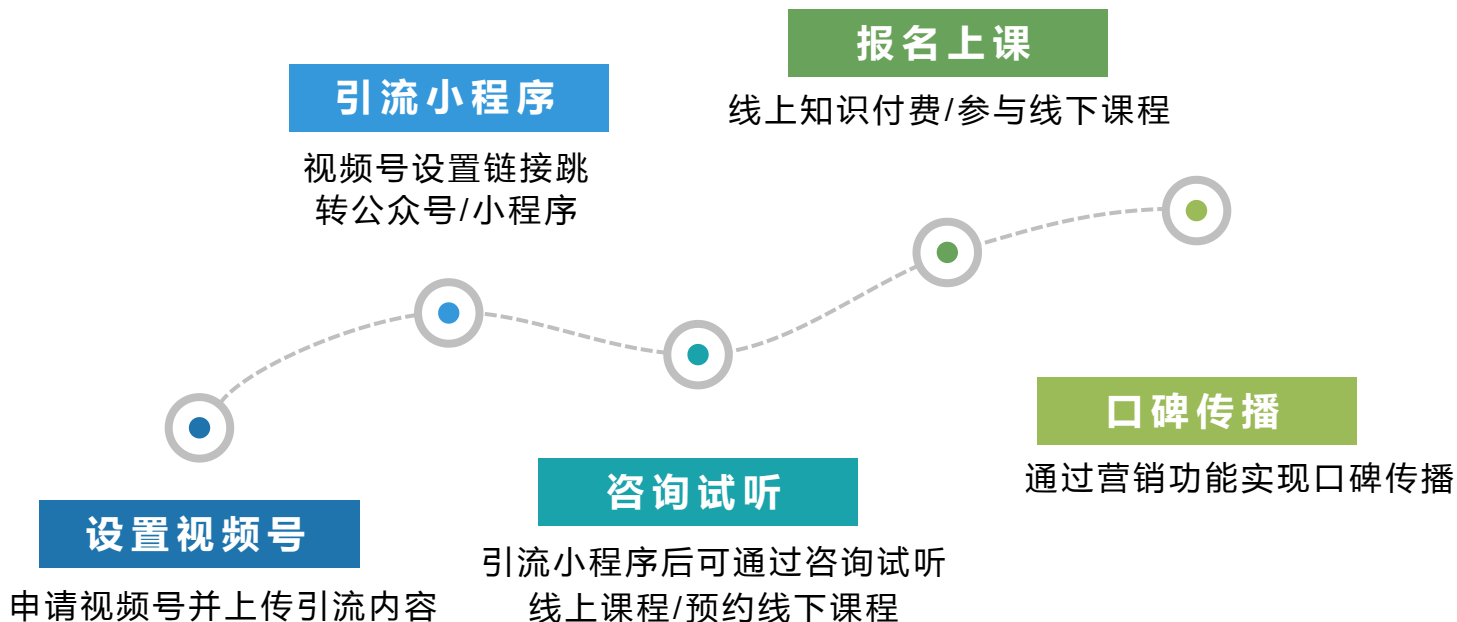 设置视频号
申请视频号并上传引流内容
引流小程序
视频号设置链接跳
转公众号/小程序
咨询试听
引流小程序后可通过咨询试听
线上课程/预约线下课程
报名上课
线上知识付费/参与线下课程
口碑传播
通过营销功能实现口碑传播